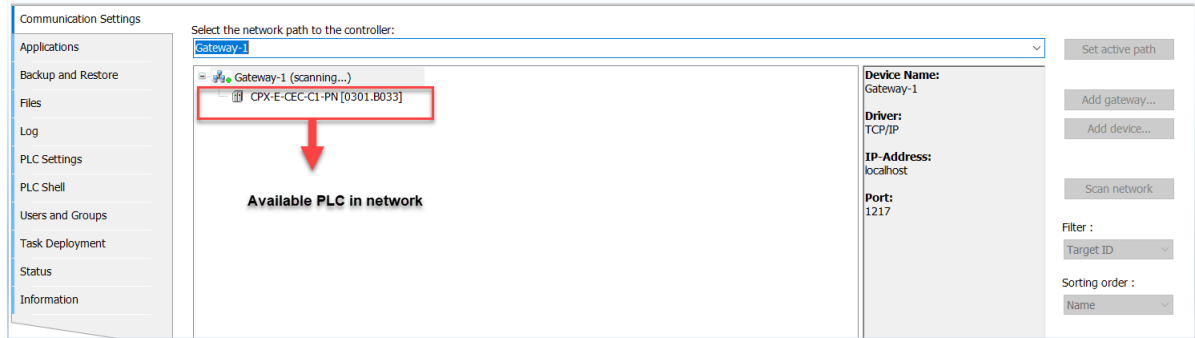 Communication Settings
Applications
Backup and Restore
Files
Log
PLC Settings
PLC Shell
Users and Groups
Task Deployment
Status
Information
Select the network path to the controller:
Gateway-1
Gateway-1 (scanning...)
CPX-E-CEC-C1-PN [0301.B033]
Available PLC in network
Device Name:
Gateway-1
Driver:
TCP/IP
IP-Address:
localhost
Port:
1217
Set active path
Add gateway...
Add device...
Scan network
Filter :
Target ID
Sorting order :
Name